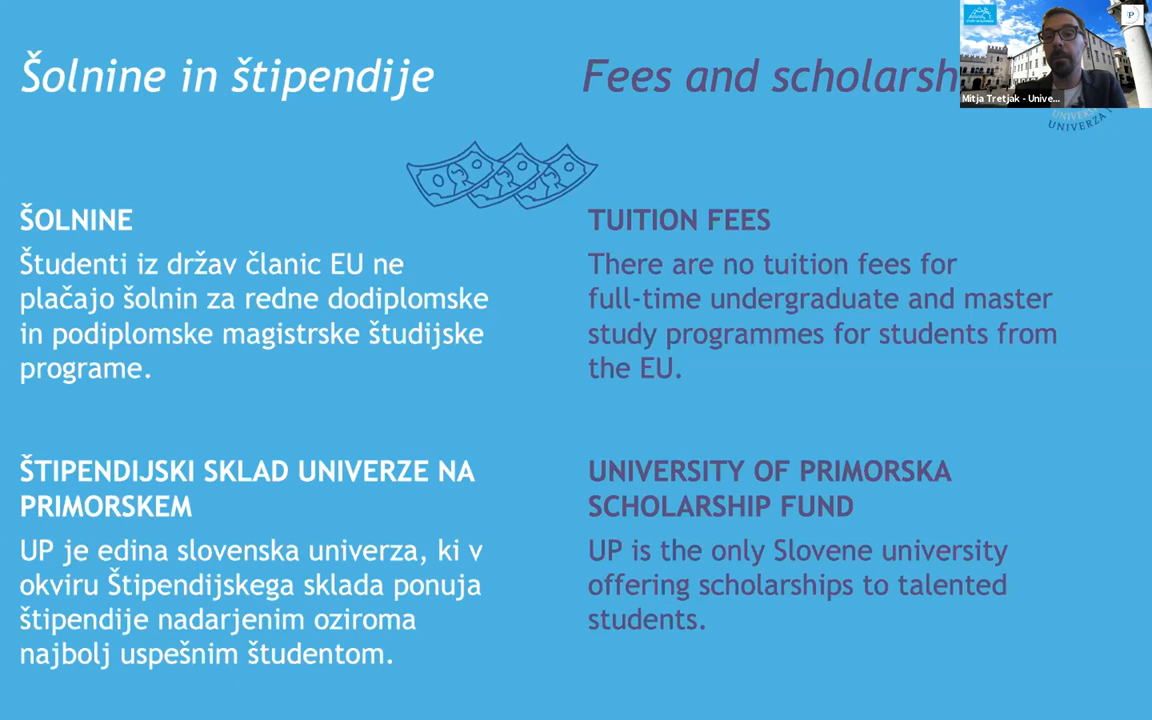 Šolnine in štipendije
ŠOLNINE
Študenti iz držav članic EU ne
plačajo šolnin za redne dodiplomske
in podiplomske magistrske študijske
programe.
ŠTIPENDIJSKI SKLAD UNIVERZE NA
PRIMORSKEM
UP je edina slovenska univerza, ki v
okviru Štipendijskega sklada ponuja
štipendije nadarjenim oziroma
najbolj uspešnim študentom.
Fees and scholarsh
TUITION FEES
There are no tuition fees for
full-time undergraduate and master
study programmes for students from
the EU.
UNIVERSITY OF PRIMORSKA
SCHOLARSHIP FUND
UP is the only Slovene university
offering scholarships to talented
students.
Mitja Tretjak - Unive...
UNIVERZA